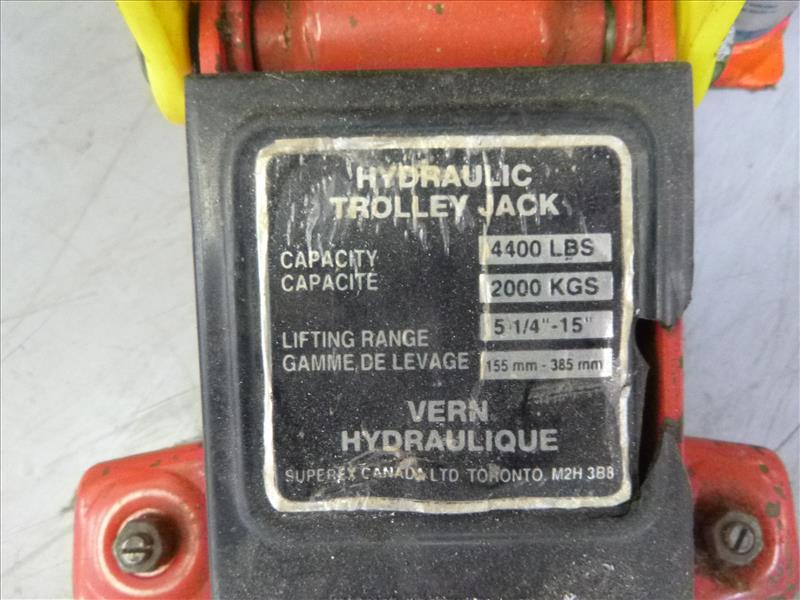 HYDRAULIC
TROLLEY JACK
CAPACITY 4400 LBS
CAPACITÉ 2000 KGS
LIFTING RANGE 5 1/4"-15"
GAMME DE LEVAGE 155 mm - 385 mm
VERN
HYDRAULIQUE
SUPEREX CANADA LTD. TORONTO, M2H 3B8